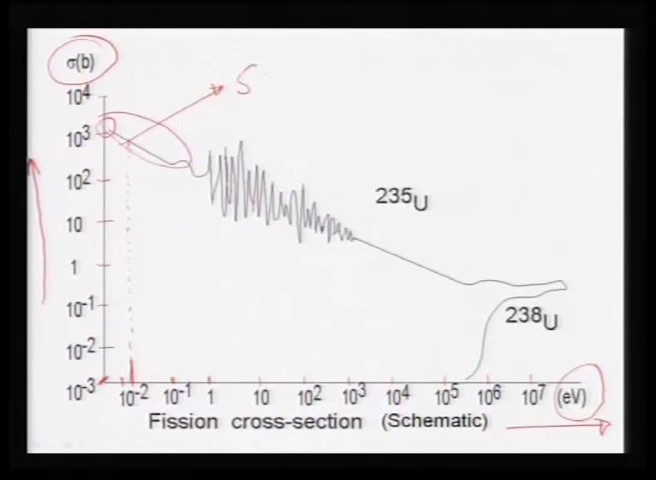 σ(b)
10⁴
10³
10²
10
1
10⁻¹
10⁻²
10⁻³
²³⁵U
²³⁸U
10⁻² 10⁻¹ 1 10 10² 10³ 10⁴ 10⁵ 10⁶ 10⁷ (eV)
Fission cross-section (Schematic)